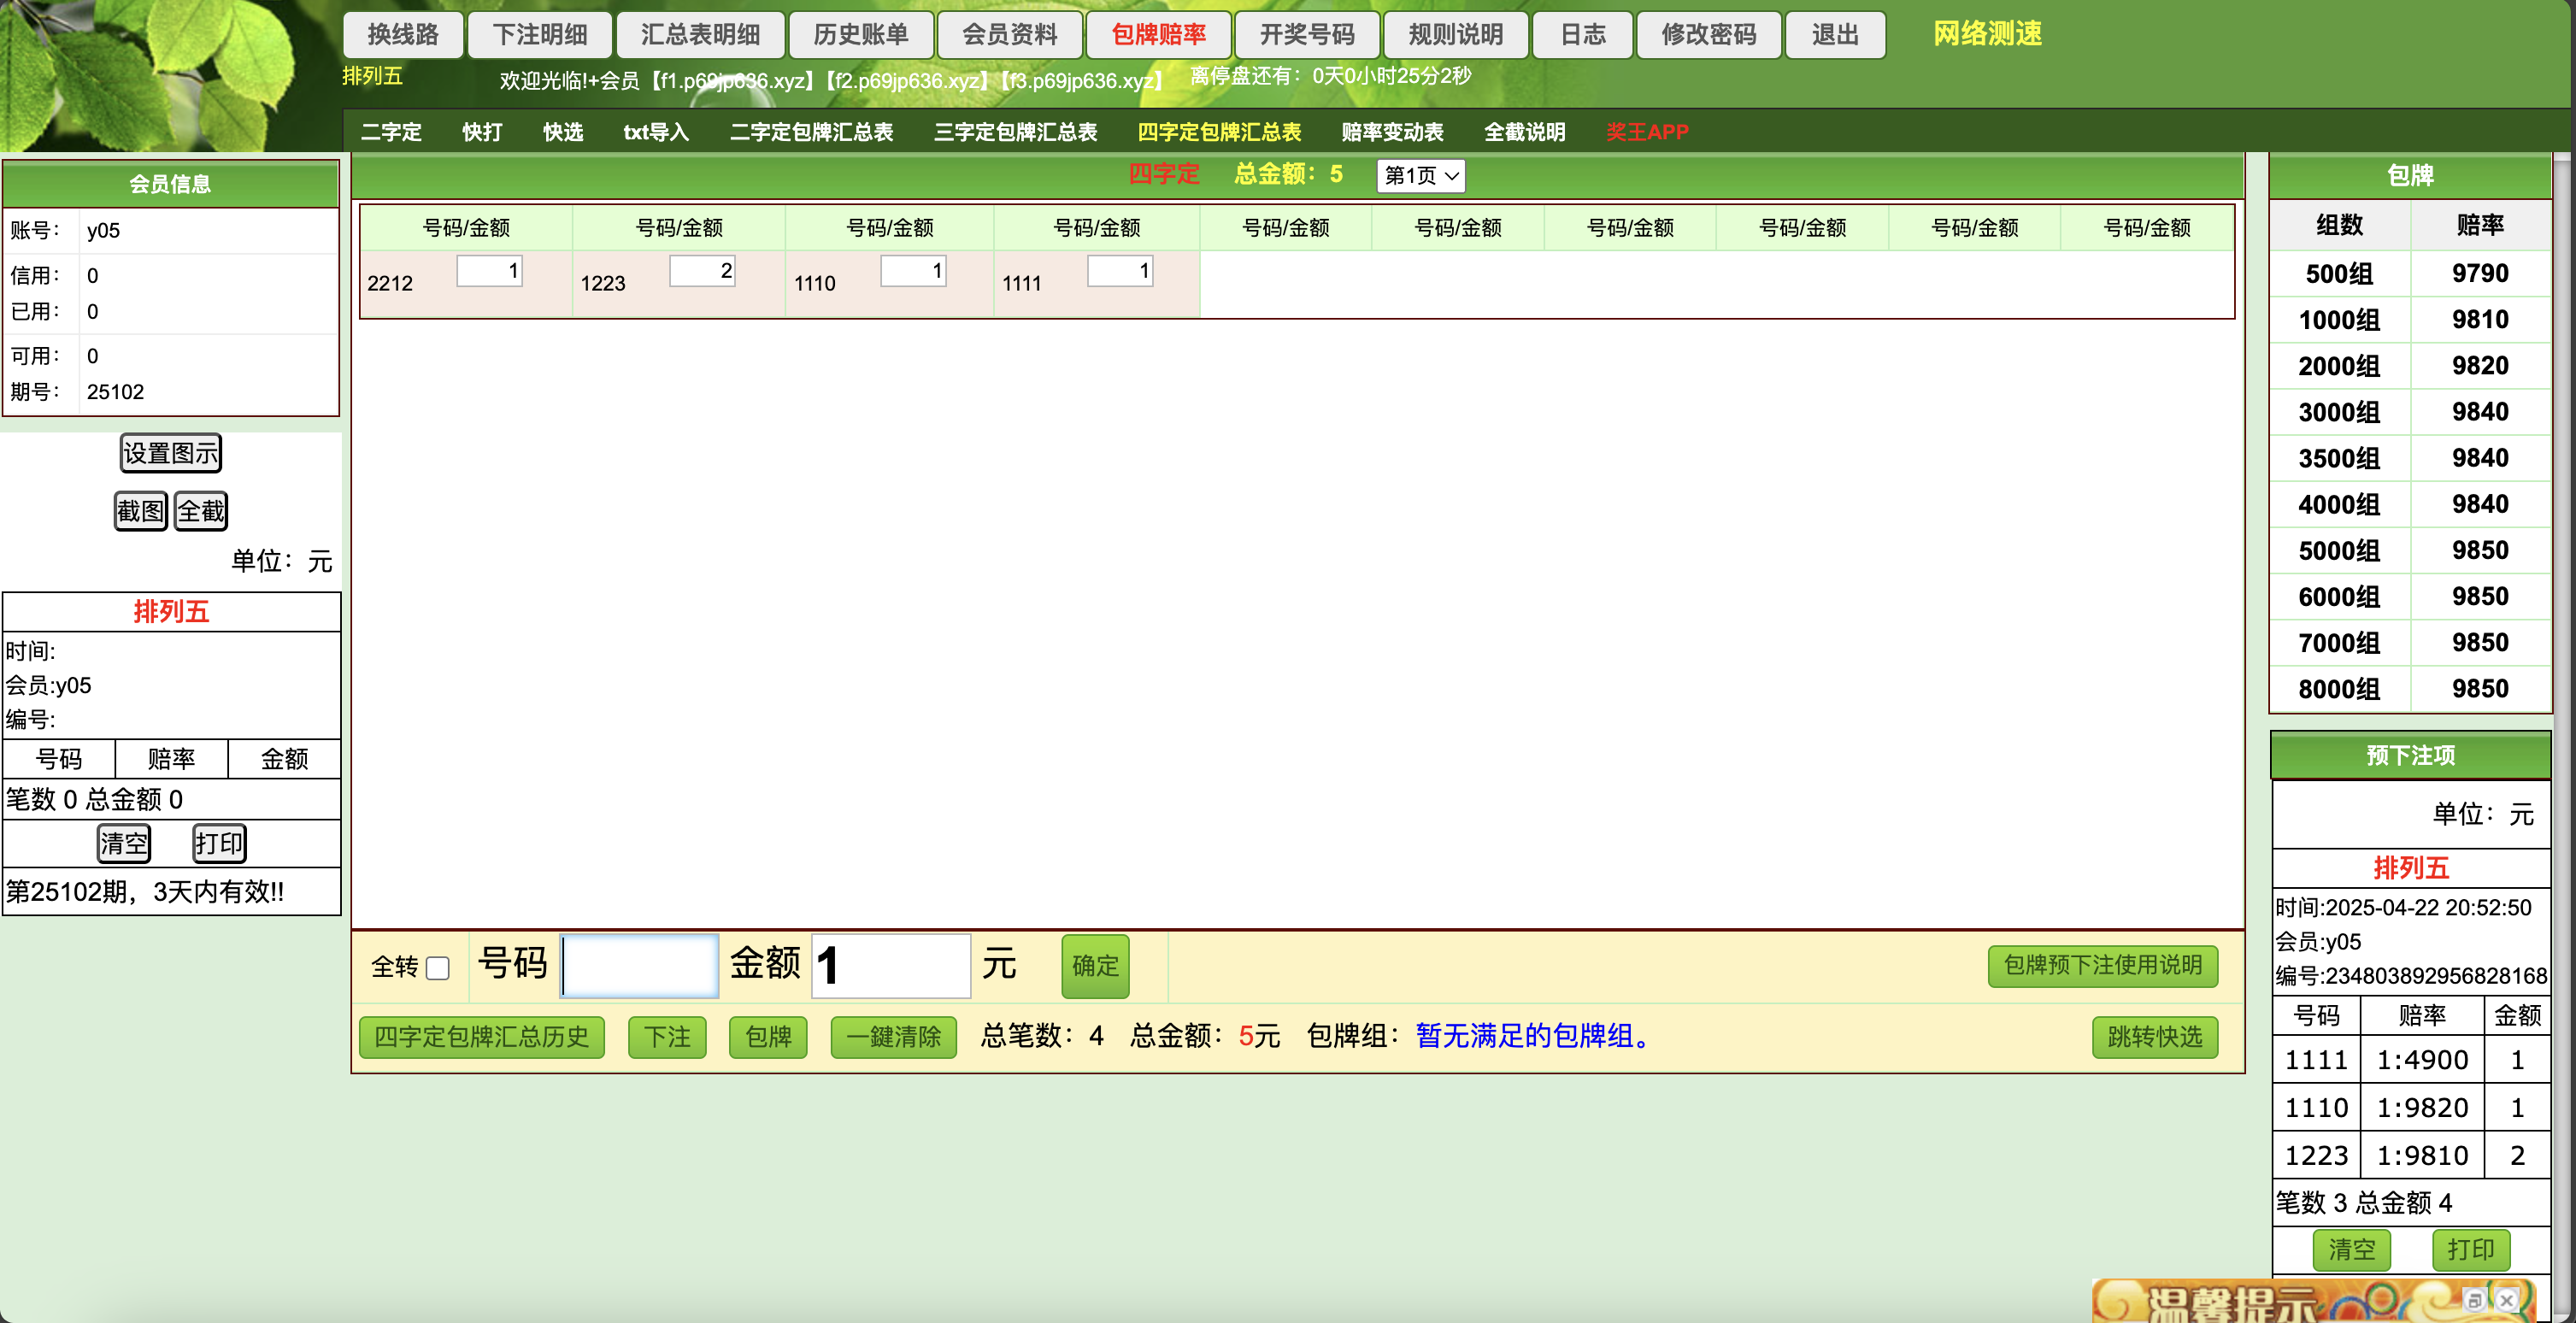 换线路 下注明细 汇总表明细 历史账单 会员资料 包牌赔率 开奖号码 规则说明 日志 修改密码 退出 网络测速
排列五 欢迎光临!+会员【f1.p69jp636.xyz】【f2.p69jp636.xyz】【f3.p69jp636.xyz】 离停盘还有：0天0小时25分2秒
二字定 快打 快选 txt导入 二字定包牌汇总表 三字定包牌汇总表 四字定包牌汇总表 赔率变动表 全截说明 奖王APP
会员信息
账号： y05
信用： 0
已用： 0
可用： 0
期号： 25102
设置图示
截图 全截
单位：元
排列五
时间:
会员:y05
编号:
号码 赔率 金额
笔数 0 总金额 0
清空 打印
第25102期，3天内有效!!
四字定 总金额：5 第1页
号码/金额 号码/金额 号码/金额 号码/金额 号码/金额 号码/金额 号码/金额 号码/金额 号码/金额 号码/金额
2212 1 1223 2 1110 1 1111 1
全转 号码 金额 1 元 确定 包牌预下注使用说明
四字定包牌汇总历史 下注 包牌 一鍵清除 总笔数：4 总金额：5元 包牌组：暂无满足的包牌组。 跳转快选
包牌
组数 赔率
500组 9790
1000组 9810
2000组 9820
3000组 9840
3500组 9840
4000组 9840
5000组 9850
6000组 9850
7000组 9850
8000组 9850
预下注项
单位：元
排列五
时间:2025-04-22 20:52:50
会员:y05
编号:234803892956828168
号码 赔率 金额
1111 1:4900 1
1110 1:9820 1
1223 1:9810 2
笔数 3 总金额 4
清空 打印
温馨提示